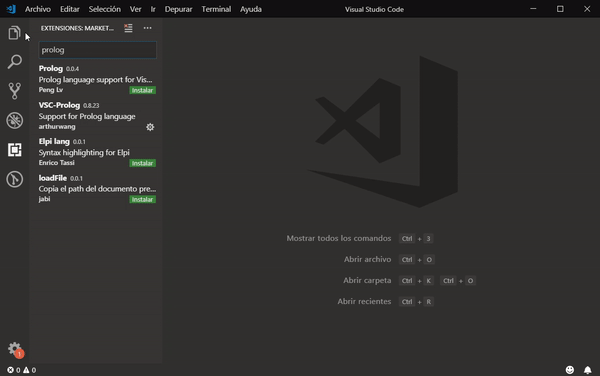 Archivo Editar Selección Ver Ir Depurar Terminal Ayuda Visual Studio Code
EXTENSIONES: MARKET...
prolog
Prolog 0.0.4
Prolog language support for Vis...
Peng Lv Instalar
VSC-Prolog 0.8.23
Support for Prolog language
arthurwang
Elpi lang 0.0.1
Syntax highlighting for Elpi
Enrico Tassi Instalar
loadFile 0.0.1
Copia el path del documento pre...
jabi Instalar
Mostrar todos los comandos Ctrl + 3
Abrir archivo Ctrl + O
Abrir carpeta Ctrl + K Ctrl + O
Abrir recientes Ctrl + R
1
0 0